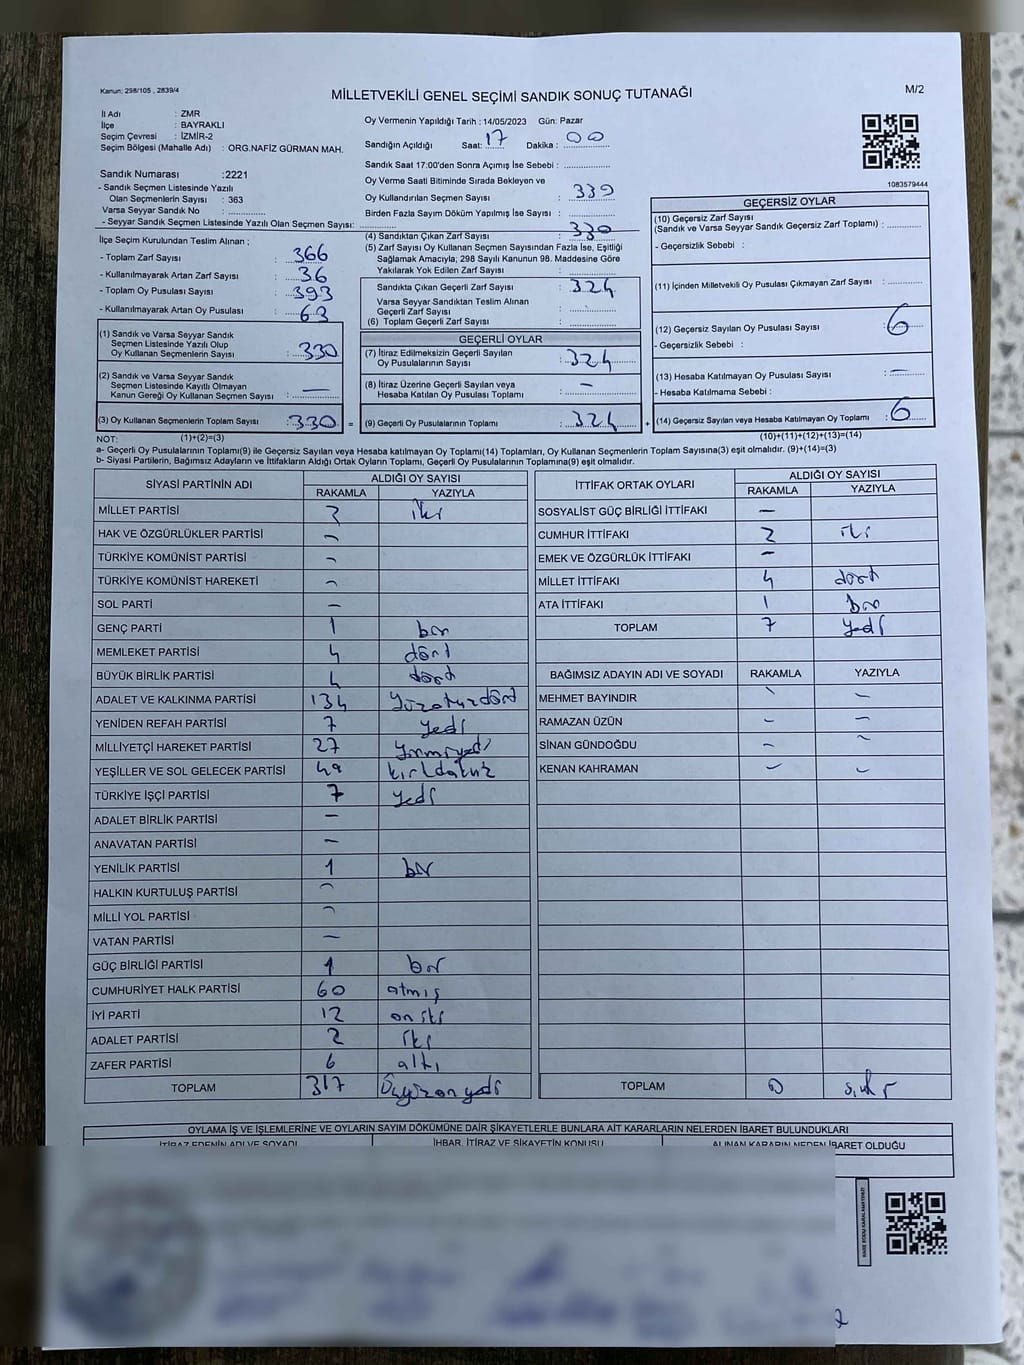 Kanun: 298/105 , 2839/4
MİLLETVEKİLİ GENEL SEÇİMİ SANDIK SONUÇ TUTANAĞI
M/2
İl Adı : ZMR
İlçe : BAYRAKLI
Seçim Çevresi : İZMİR-2
Seçim Bölgesi (Mahalle Adı) : ORG.NAFİZ GÜRMAN MAH.
Sandık Numarası :2221
- Sandık Seçmen Listesinde Yazılı
Olan Seçmenlerin Sayısı : 363
Varsa Seyyar Sandık No :
- Seyyar Sandık Seçmen Listesinde Yazılı Olan Seçmen Sayısı:
İlçe Seçim Kurulundan Teslim Alınan ;
- Toplam Zarf Sayısı : 366
- Kullanılmayarak Artan Zarf Sayısı : 36
- Toplam Oy Pusulası Sayısı : 393
- Kullanılmayarak Artan Oy Pusulası : 63
(1) Sandık ve Varsa Seyyar Sandık
Seçmen Listesinde Yazılı Olup
Oy Kullanan Seçmenlerin Sayısı : 330
(2) Sandık ve Varsa Seyyar Sandık
Seçmen Listesinde Kayıtlı Olmayan
Kanun Gereği Oy Kullanan Seçmen Sayısı : —
(3) Oy Kullanan Seçmenlerin Toplam Sayısı : 330 =
Oy Vermenin Yapıldığı Tarih : 14/05/2023 Gün: Pazar
Sandığın Açıldığı Saat: 17 Dakika : 00
Sandık Saat 17:00'den Sonra Açımış İse Sebebi :
Oy Verme Saati Bitiminde Sırada Bekleyen ve
Oy Kullandırılan Seçmen Sayısı : 330
Birden Fazla Sayım Döküm Yapılmış İse Sayısı :
(4) Sandıktan Çıkan Zarf Sayısı : 330
(5) Zarf Sayısı Oy Kullanan Seçmen Sayısından Fazla İse, Eşitliği
Sağlamak Amacıyla; 298 Sayılı Kanunun 98. Maddesine Göre
Yakılarak Yok Edilen Zarf Sayısı :
Sandıkta Çıkan Geçerli Zarf Sayısı : 324
Varsa Seyyar Sandıktan Teslim Alınan
Geçerli Zarf Sayısı :
(6) Toplam Geçerli Zarf Sayısı :
GEÇERLİ OYLAR
(7) İtiraz Edilmeksizin Geçerli Sayılan
Oy Pusulalarının Sayısı : 324
(8) İtiraz Üzerine Geçerli Sayılan veya
Hesaba Katılan Oy Pusulası Toplamı : —
(9) Geçerli Oy Pusulalarının Toplamı : 324 +
1083579444
GEÇERSİZ OYLAR
(10) Geçersiz Zarf Sayısı
(Sandık ve Varsa Seyyar Sandık Geçersiz Zarf Toplamı) :
- Geçersizlik Sebebi :
(11) İçinden Milletvekili Oy Pusulası Çıkmayan Zarf Sayısı :
(12) Geçersiz Sayılan Oy Pusulası Sayısı : 6
- Geçersizlik Sebebi :
(13) Hesaba Katılmayan Oy Pusulası Sayısı : —
- Hesaba Katılmama Sebebi :
(14) Geçersiz Sayılan veya Hesaba Katılmayan Oy Toplamı : 6
NOT: (1)+(2)=(3) (10)+(11)+(12)+(13)=(14)
a- Geçerli Oy Pusulalarının Toplamı(9) ile Geçersiz Sayılan veya Hesaba katılmayan Oy Toplamı(14) Toplamları, Oy Kullanan Seçmenlerin Toplam Sayısına(3) eşit olmalıdır. (9)+(14)=(3)
b- Siyasi Partilerin, Bağımsız Adayların ve İttifakların Aldığı Ortak Oyların Toplamı, Geçerli Oy Pusulalarının Toplamına(9) eşit olmalıdır.
SİYASİ PARTİNİN ADI ALDIĞI OY SAYISI
RAKAMLA YAZIYLA
MİLLET PARTİSİ 2 iki
HAK VE ÖZGÜRLÜKLER PARTİSİ —
TÜRKİYE KOMÜNİST PARTİSİ —
TÜRKİYE KOMÜNİST HAREKETİ —
SOL PARTİ —
GENÇ PARTİ 1 bir
MEMLEKET PARTİSİ 4 dört
BÜYÜK BİRLİK PARTİSİ 4 dört
ADALET VE KALKINMA PARTİSİ 134 Yüzotuzdört
YENİDEN REFAH PARTİSİ 7 yedi
MİLLİYETÇİ HAREKET PARTİSİ 27 yirmiyedi
YEŞİLLER VE SOL GELECEK PARTİSİ 49 kırkdokuz
TÜRKİYE İŞÇİ PARTİSİ 7 yedi
ADALET BİRLİK PARTİSİ —
ANAVATAN PARTİSİ —
YENİLİK PARTİSİ 1 bir
HALKIN KURTULUŞ PARTİSİ —
MİLLİ YOL PARTİSİ —
VATAN PARTİSİ —
GÜÇ BİRLİĞİ PARTİSİ 1 bir
CUMHURİYET HALK PARTİSİ 60 atmış
İYİ PARTİ 12 oniki
ADALET PARTİSİ 2 iki
ZAFER PARTİSİ 6 altı
TOPLAM 317 Üçyüzonyedi
İTTİFAK ORTAK OYLARI ALDIĞI OY SAYISI
RAKAMLA YAZIYLA
SOSYALİST GÜÇ BİRLİĞİ İTTİFAKI —
CUMHUR İTTİFAKI 2 iki
EMEK VE ÖZGÜRLÜK İTTİFAKI —
MİLLET İTTİFAKI 4 dört
ATA İTTİFAKI 1 bir
TOPLAM 7 yedi
BAĞIMSIZ ADAYIN ADI VE SOYADI RAKAMLA YAZIYLA
MEHMET BAYINDIR — —
RAMAZAN ÜZÜN — —
SİNAN GÜNDOĞDU — —
KENAN KAHRAMAN — —
TOPLAM 0 sıfır
OYLAMA İŞ VE İŞLEMLERİNE VE OYLARIN SAYIM DÖKÜMÜNE DAİR ŞİKAYETLERLE BUNLARA AİT KARARLARIN NELERDEN İBARET BULUNDUKLARI
İTİRAZ EDENİN ADI VE SOYADI İHBAR, İTİRAZ VE ŞİKAYETİN KONUSU ALINAN KARARIN NEDEN İBARET OLDUĞU